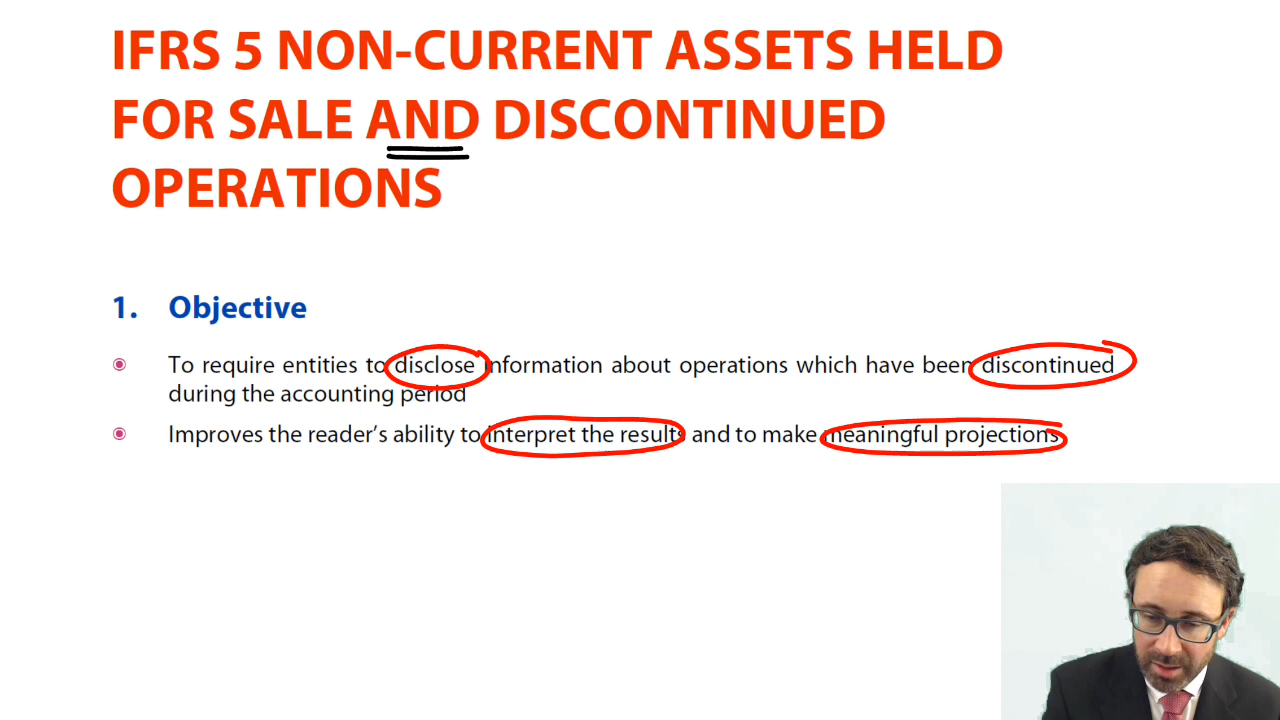 IFRS 5 NON-CURRENT ASSETS HELD
FOR SALE AND DISCONTINUED
OPERATIONS
1. Objective
To require entities to disclose information about operations which have been discontinued
during the accounting period
Improves the reader's ability to interpret the results and to make meaningful projections